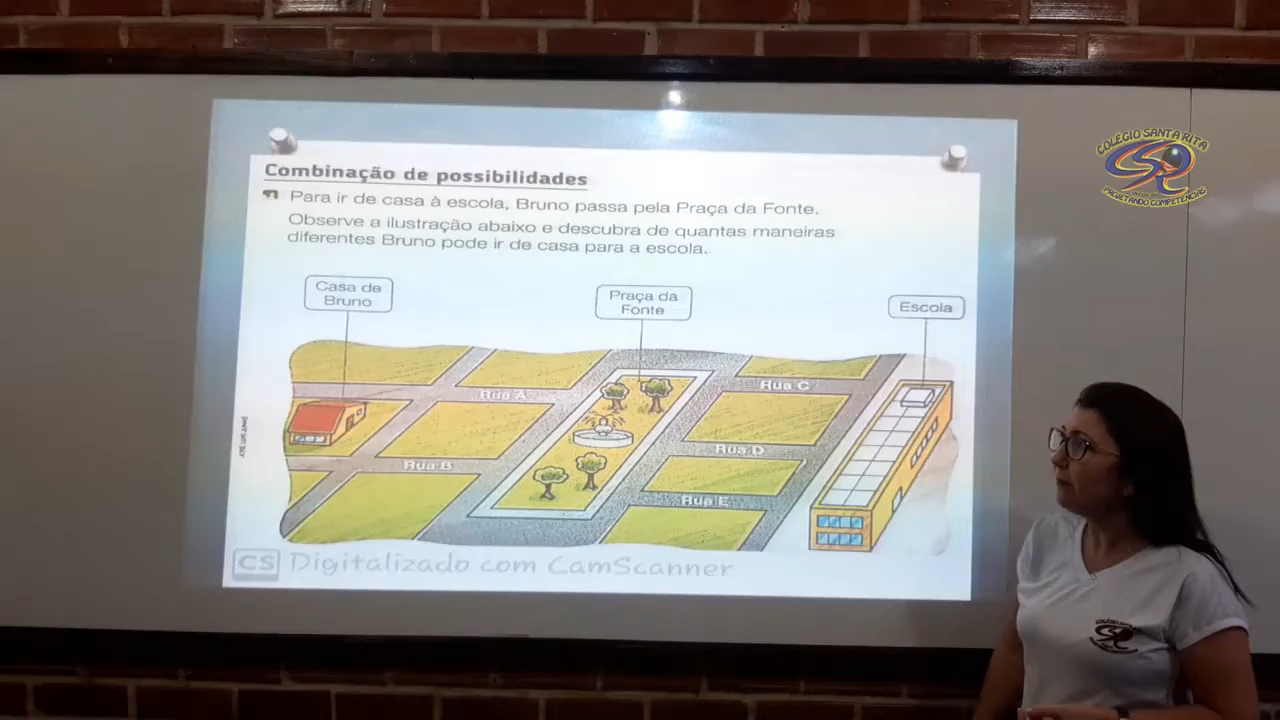 COLÉGIO SANTA RITA
PROJETANDO COMPETÊNCIAS
Combinação de possibilidades
1 Para ir de casa à escola, Bruno passa pela Praça da Fonte.
Observe a ilustração abaixo e descubra de quantas maneiras
diferentes Bruno pode ir de casa para a escola.
Casa de
Bruno
Praça da
Fonte
Escola
Rua A
Rua B
Rua C
Rua D
Rua E
CS Digitalizado com CamScanner